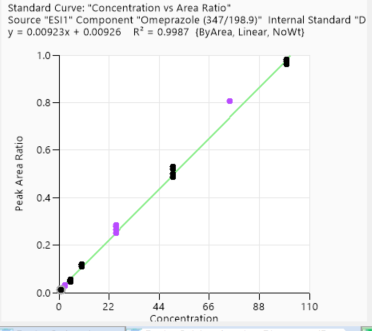 Standard Curve: "Concentration vs Area Ratio"
Source "ESI1" Component "Omeprazole (347/198.9)" Internal Standard "D
y = 0.00923x + 0.00926 R² = 0.9987 {ByArea, Linear, NoWt}
1.0
0.8
0.6
0.4
0.2
0.0
Peak Area Ratio
0 22 44 66 88 110
Concentration